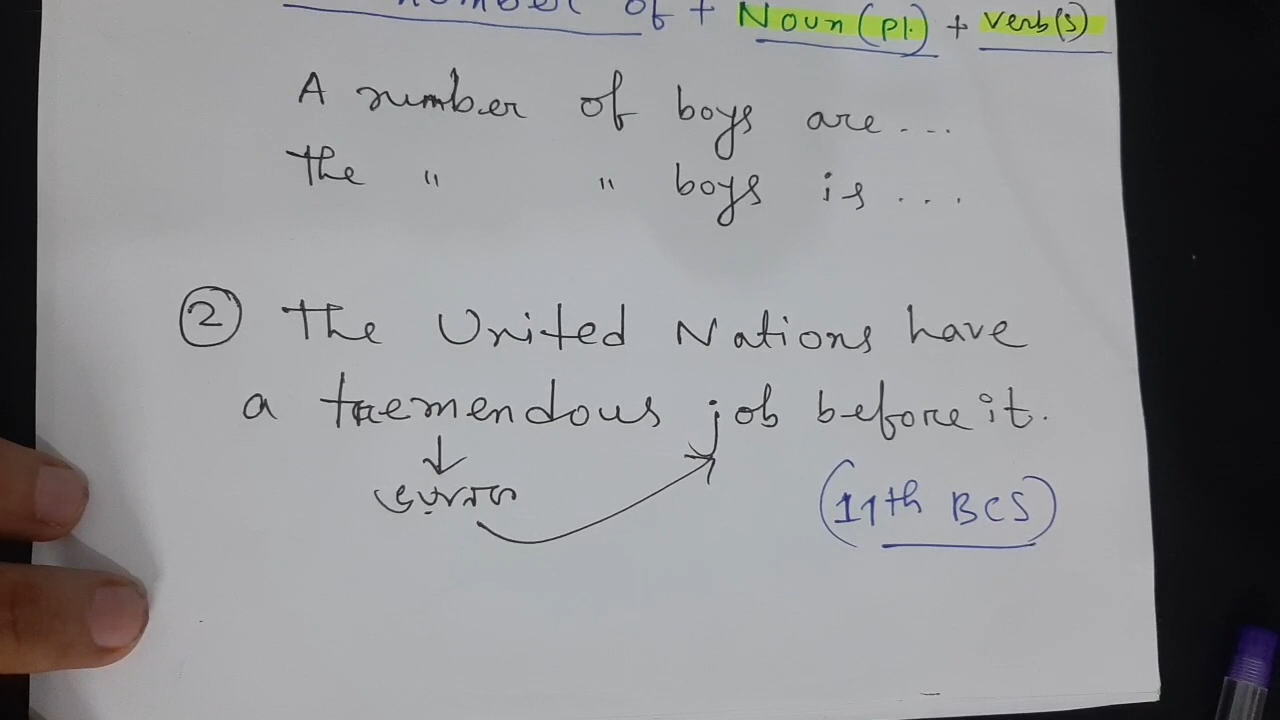 number of + Noun(pl.) + verb(s)
A number of boys are...
The " " boys is ...
② The United Nations have
a tremendous job before it.
(11th BCS)